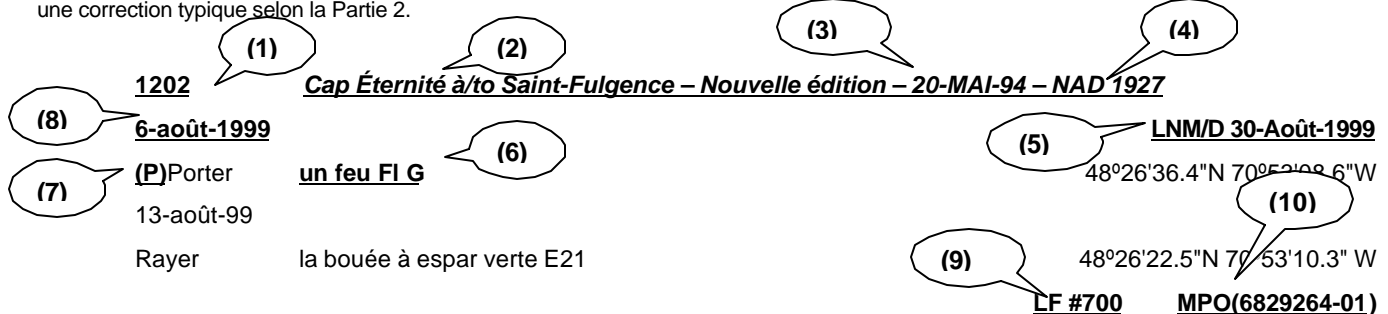 une correction typique selon la Partie 2.
(1) (2) (3) (4)
1202 Cap Éternité à/to Saint-Fulgence – Nouvelle édition – 20-MAI-94 – NAD 1927
(8) 6-août-1999 (5) LNM/D 30-Août-1999
(7) (P)Porter un feu Fl G (6) 48º26'36.4"N 70º53'08.6"W
13-août-99 (10)
Rayer la bouée à espar verte E21 (9) 48º26'22.5"N 70º53'10.3" W
LF #700 MPO(6829264-01)